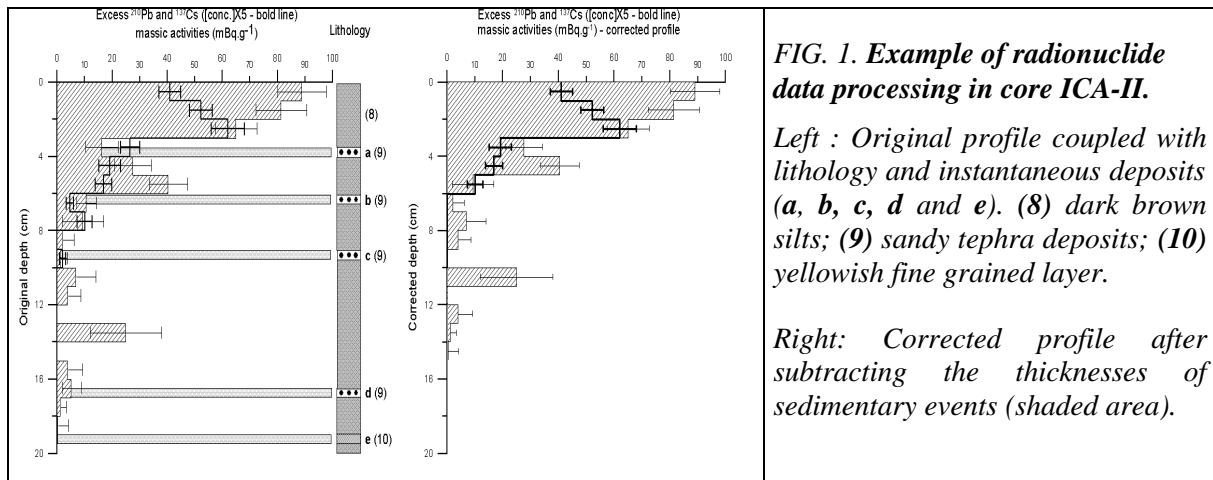 Excess ²¹⁰Pb and ¹³⁷Cs ([conc.]X5 - bold line)
massic activities (mBq.g⁻¹)
Lithology
0 10 20 30 40 50 60 70 80 90 100
0
4
8
12
16
20
Original depth (cm)
(8)
a (9)
b (9)
c (9)
d (9)
e (10)
Excess ²¹⁰Pb and ¹³⁷Cs ([conc]X5 - bold line)
massic activities (mBq.g⁻¹) - corrected profile
0 10 20 30 40 50 60 70 80 90 100
0
4
8
12
16
20
Corrected depth (cm)
FIG. 1. Example of radionuclide
data processing in core ICA-II.
Left : Original profile coupled with
lithology and instantaneous deposits
(a, b, c, d and e). (8) dark brown
silts; (9) sandy tephra deposits; (10)
yellowish fine grained layer.
Right: Corrected profile after
subtracting the thicknesses of
sedimentary events (shaded area).